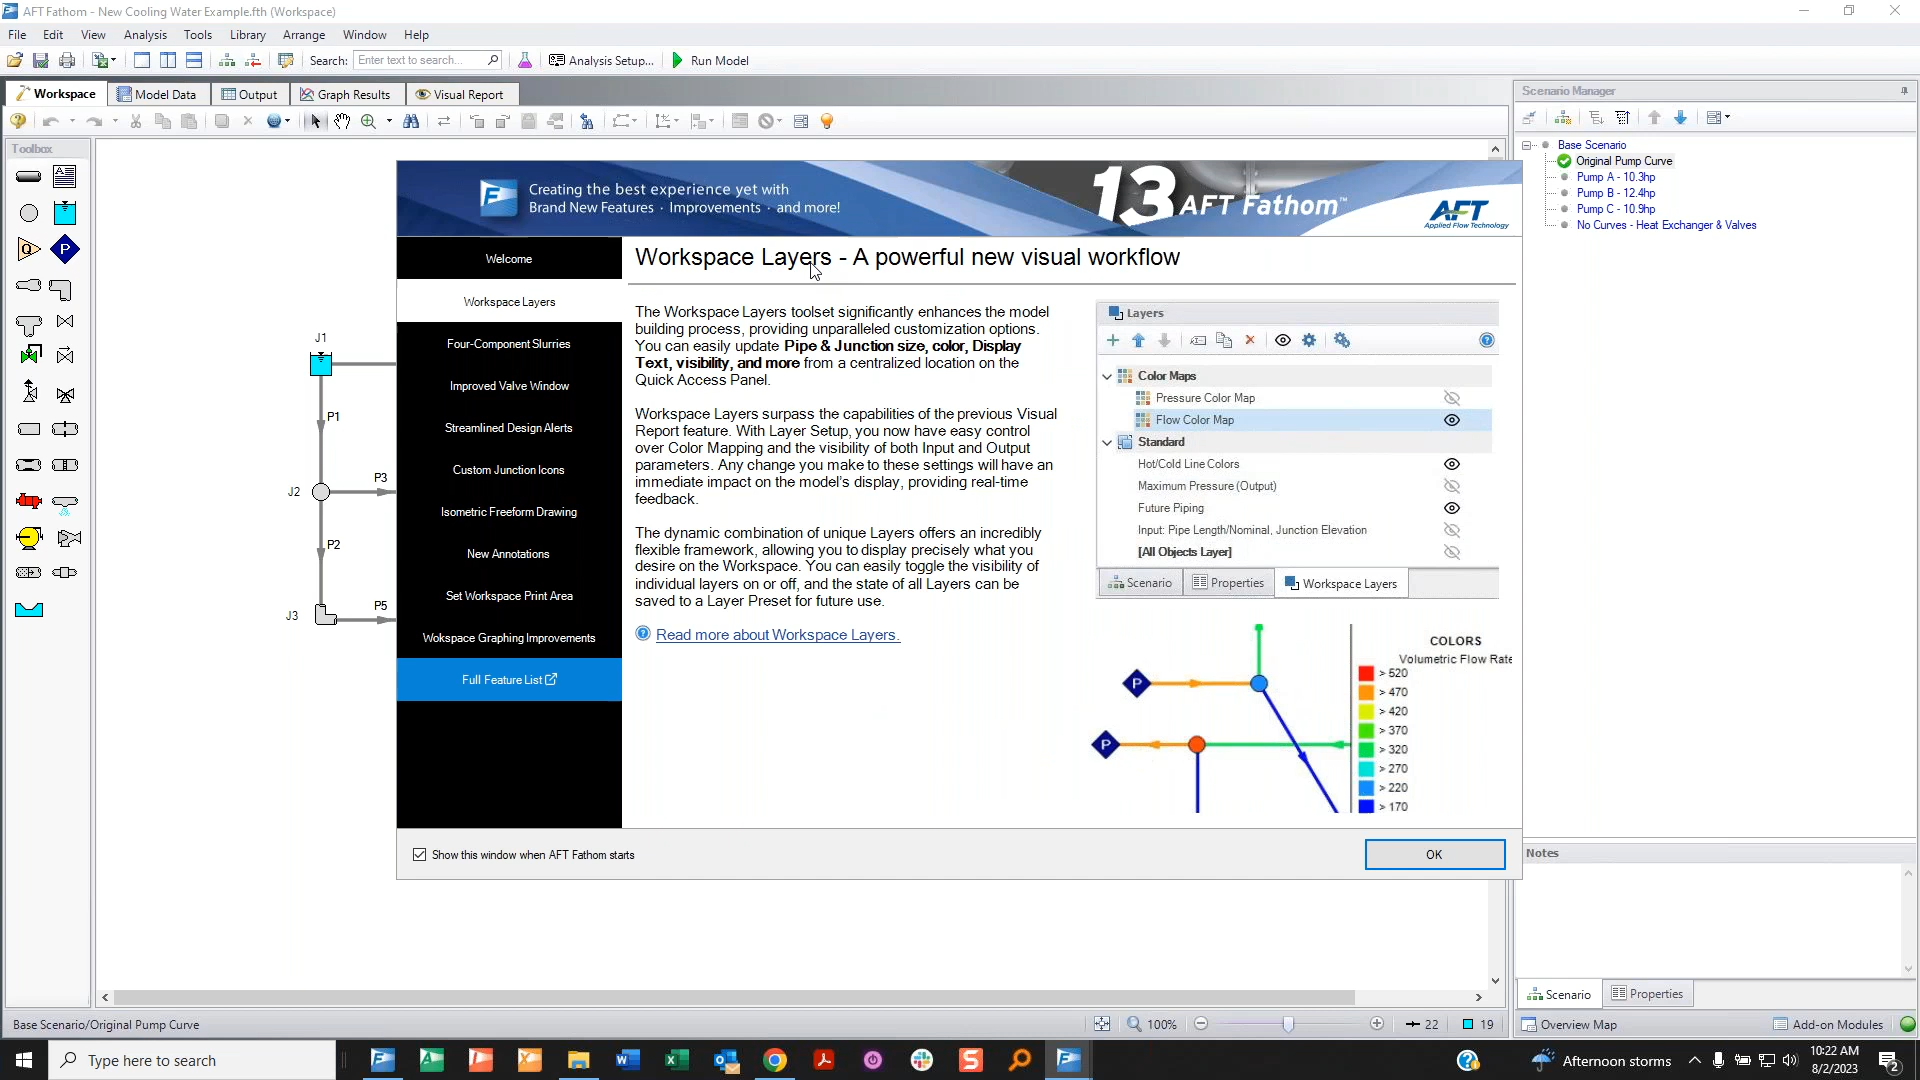 AFT Fathom - New Cooling Water Example.fth (Workspace)
File Edit View Analysis Tools Library Arrange Window Help
Search: Enter text to search... Analysis Setup... Run Model
Workspace Model Data Output Graph Results Visual Report
Toolbox
J1
P1
J2
P3
P2
J3
P5
Creating the best experience yet with
Brand New Features · Improvements · and more!
13 AFT Fathom™
AFT
Applied Flow Technology
Welcome
Workspace Layers
Four-Component Slurries
Improved Valve Window
Streamlined Design Alerts
Custom Junction Icons
Isometric Freeform Drawing
New Annotations
Set Workspace Print Area
Wokspace Graphing Improvements
Full Feature List
Workspace Layers - A powerful new visual workflow
The Workspace Layers toolset significantly enhances the model
building process, providing unparalleled customization options.
You can easily update Pipe & Junction size, color, Display
Text, visibility, and more from a centralized location on the
Quick Access Panel.
Workspace Layers surpass the capabilities of the previous Visual
Report feature. With Layer Setup, you now have easy control
over Color Mapping and the visibility of both Input and Output
parameters. Any change you make to these settings will have an
immediate impact on the model's display, providing real-time
feedback.
The dynamic combination of unique Layers offers an incredibly
flexible framework, allowing you to display precisely what you
desire on the Workspace. You can easily toggle the visibility of
individual layers on or off, and the state of all Layers can be
saved to a Layer Preset for future use.
Read more about Workspace Layers.
Layers
Color Maps
Pressure Color Map
Flow Color Map
Standard
Hot/Cold Line Colors
Maximum Pressure (Output)
Future Piping
Input: Pipe Length/Nominal, Junction Elevation
[All Objects Layer]
Scenario Properties Workspace Layers
P
P
COLORS
Volumetric Flow Rate
> 520
> 470
> 420
> 370
> 320
> 270
> 220
> 170
Show this window when AFT Fathom starts
OK
Scenario Manager
Base Scenario
Original Pump Curve
Pump A - 10.3hp
Pump B - 12.4hp
Pump C - 10.9hp
No Curves - Heat Exchanger & Valves
Notes
Scenario Properties
Base Scenario/Original Pump Curve 100% 22 19 Overview Map Add-on Modules
Type here to search
Afternoon storms
10:22 AM
8/2/2023
2